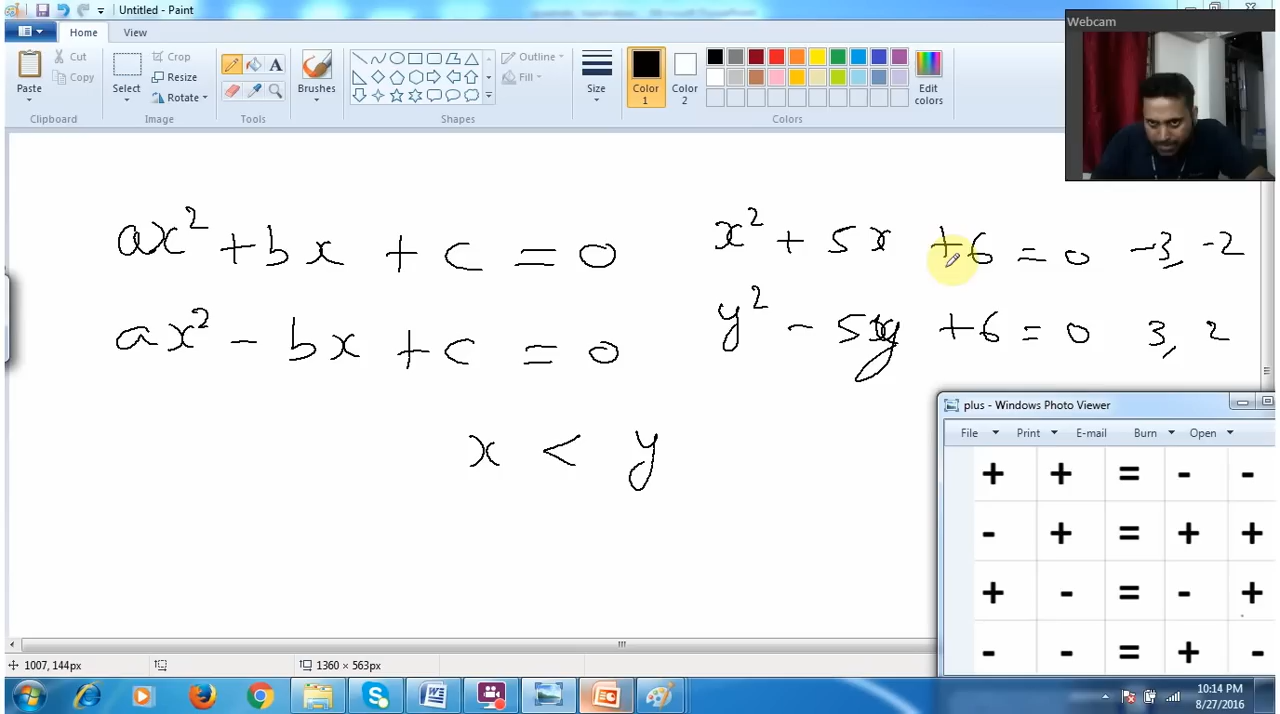 Untitled - Paint
Home View
Paste
Cut
Copy
Clipboard
Select
Crop
Resize
Rotate
Image
Tools
Brushes
Outline
Fill
Shapes
Size
Color 1
Color 2
Edit colors
Colors
Webcam
ax² + bx + c = 0
ax² - bx + c = 0
x < y
x² + 5x + 6 = 0 -3, -2
y² - 5y + 6 = 0 3, 2
plus - Windows Photo Viewer
File Print E-mail Burn Open
+ + = - -
- + = + +
+ - = - +
- - = + -
1007, 144px 1360 × 563px
10:14 PM
8/27/2016